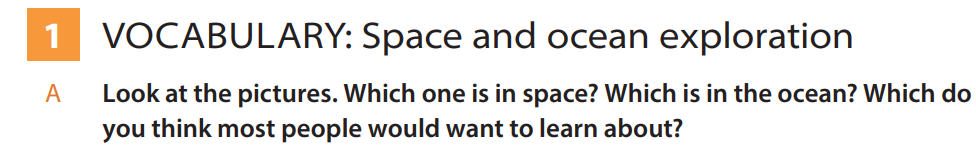 1 VOCABULARY: Space and ocean exploration
A Look at the pictures. Which one is in space? Which is in the ocean? Which do
you think most people would want to learn about?